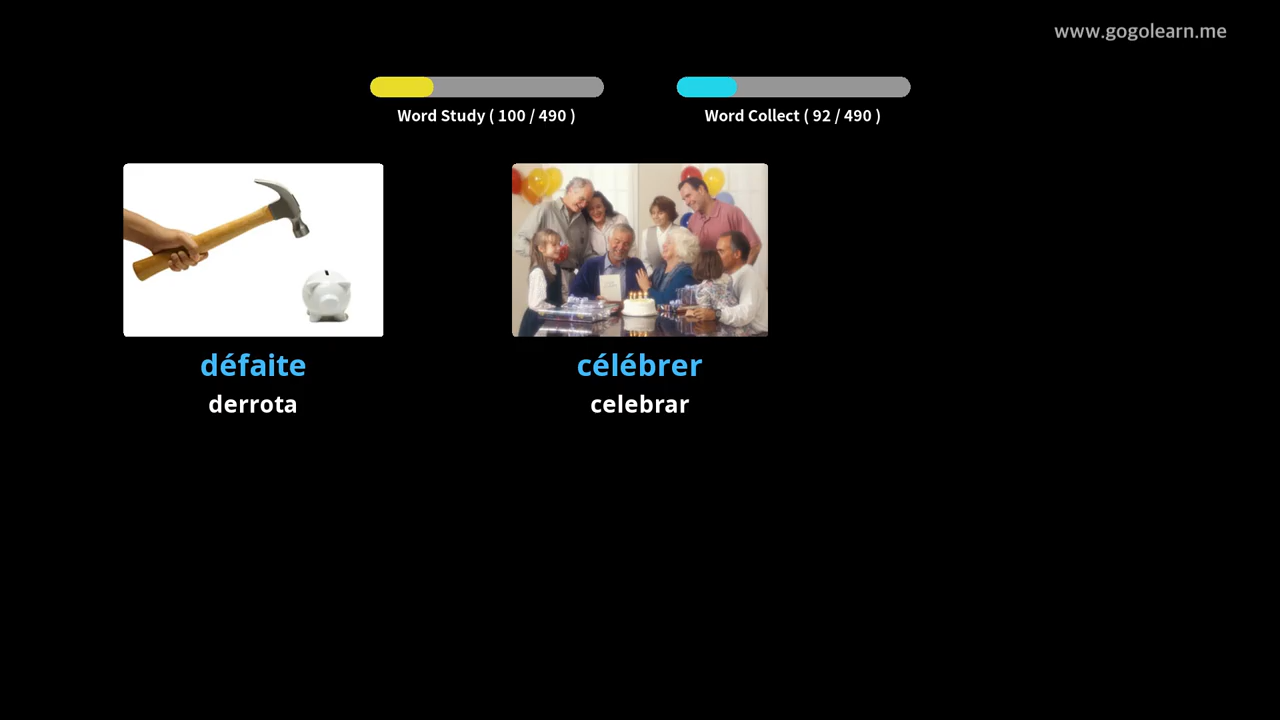 www.gogolearn.me
Word Study ( 100 / 490 )
Word Collect ( 92 / 490 )
défaite
derrota
célébrer
celebrar